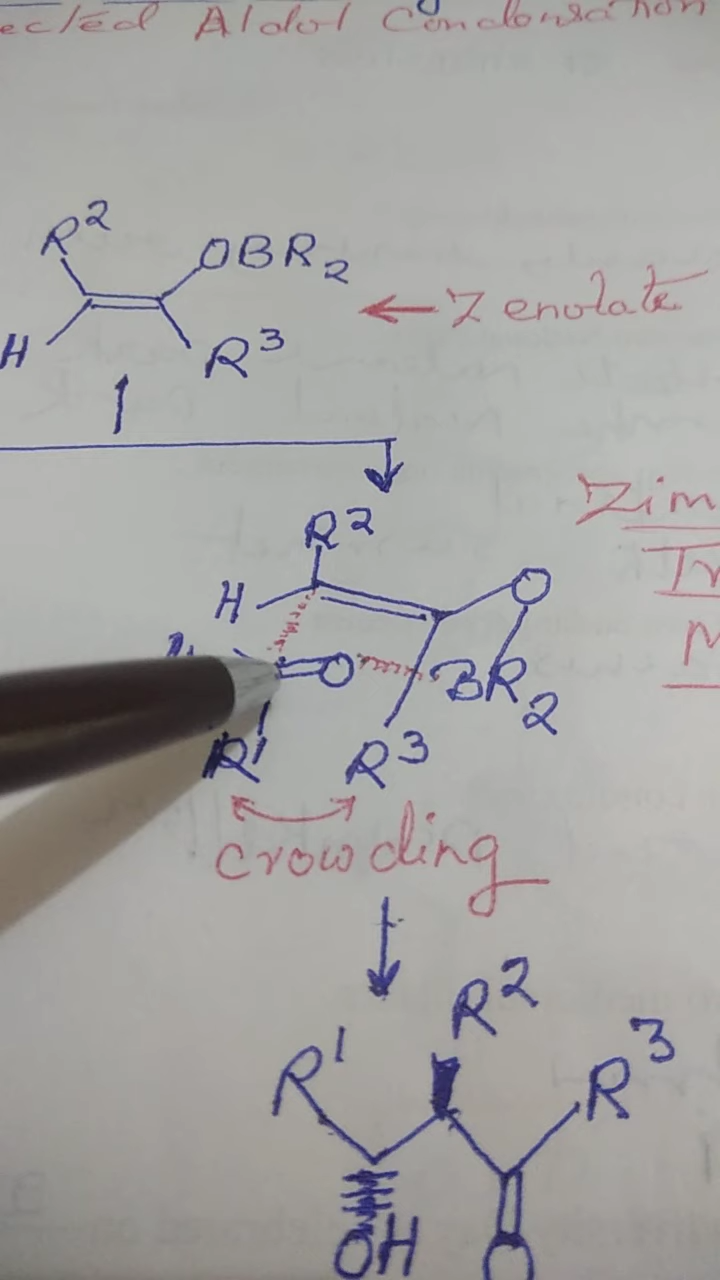 Aldol Condensation
R² OBR₂
← Z enolate
H R³
R²
H O
O BR₂
R¹ R³
crowding
R²
R¹ R³
OH O